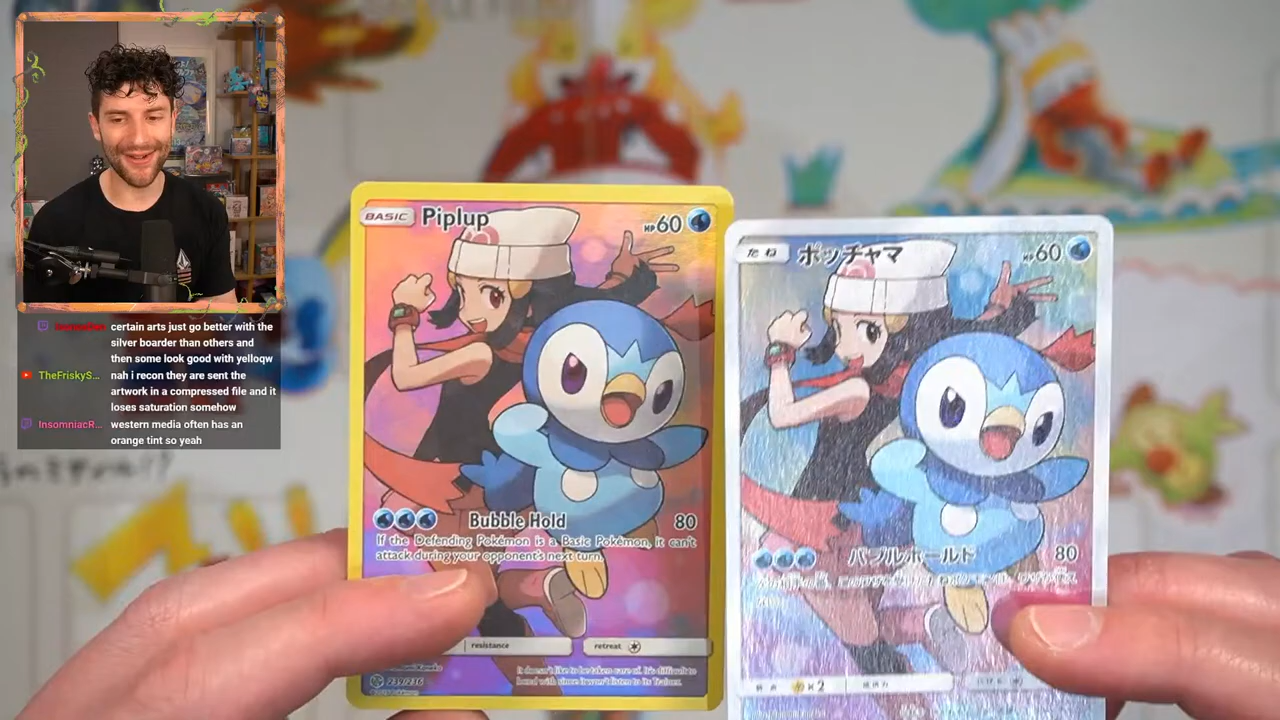 certain arts just go better with the
silver boarder than others and
then some look good with yelloqw
TheFriskyS...
nah i recon they are sent the
artwork in a compressed file and it
loses saturation somehow
InsomniacR...
western media often has an
orange tint so yeah
BASIC Piplup HP60
Bubble Hold 80
If the Defending Pokémon is a Basic Pokémon, it can't
attack during your opponent's next turn.
resistance retreat
It doesn't like to be taken care of. It's difficult to
bond with since it won't listen to its Trainer.
239/236
たね ポッチャマ HP60
バブルホールド 80
×2